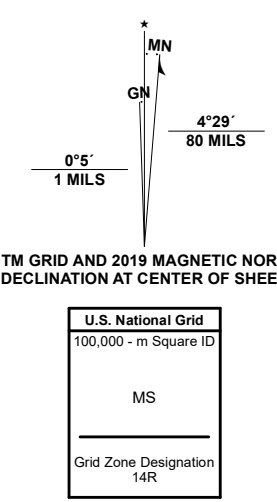 ★
MN
GN
4°29´
80 MILS
0°5´
1 MILS
TM GRID AND 2019 MAGNETIC NOR
DECLINATION AT CENTER OF SHEE
U.S. National Grid
100,000 - m Square ID
MS
Grid Zone Designation
14R